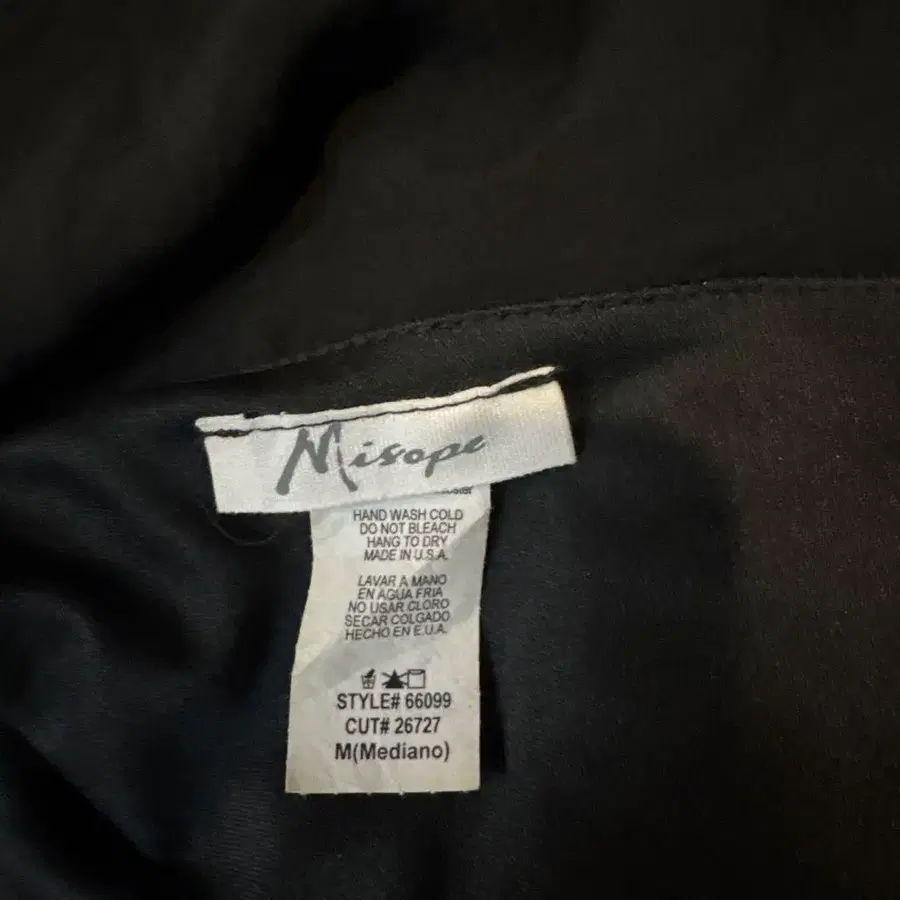 Misope
HAND WASH COLD
DO NOT BLEACH
HANG TO DRY
MADE IN U.S.A.
LAVAR A MANO
EN AGUA FRIA
NO USAR CLORO
SECAR COLGADO
HECHO EN E.U.A.
STYLE# 66099
CUT# 26727
M(Mediano)